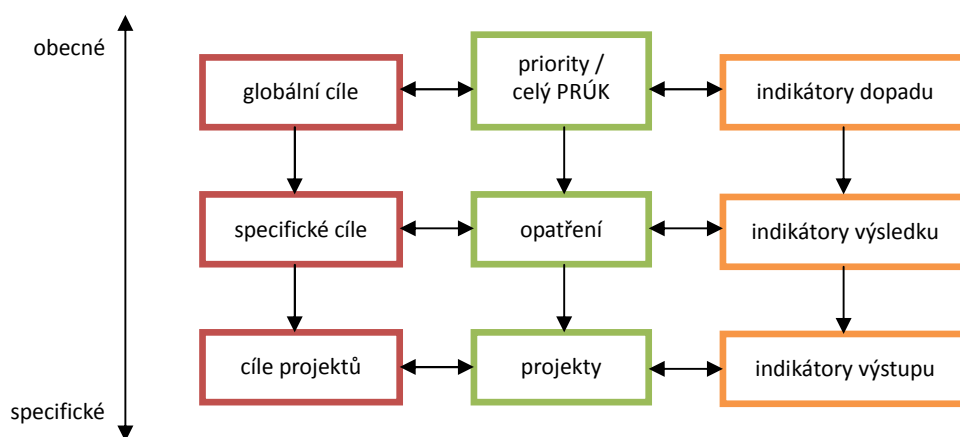 obecné
globální cíle
priority /
celý PRÚK
indikátory dopadu
specifické cíle
opatření
indikátory výsledku
cíle projektů
projekty
indikátory výstupu
specifické